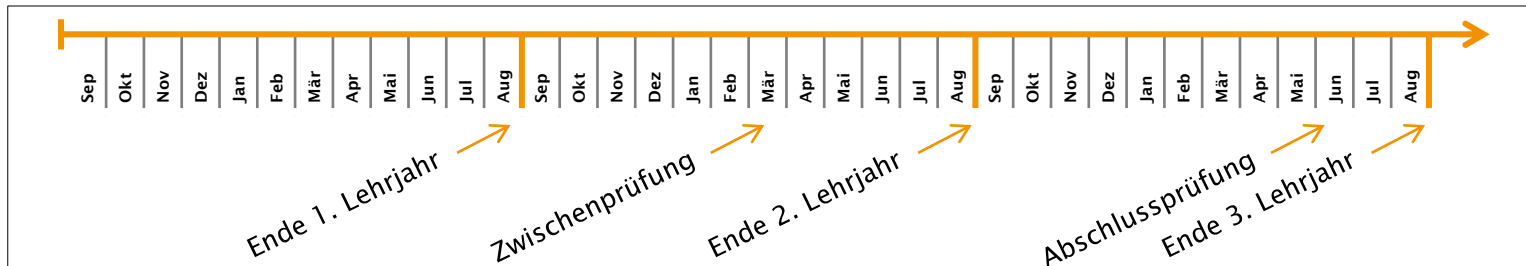 Sep Okt Nov Dez Jan Feb Mär Apr Mai Jun Jul Aug Sep Okt Nov Dez Jan Feb Mär Apr Mai Jun Jul Aug Sep Okt Nov Dez Jan Feb Mär Apr Mai Jun Jul Aug
Ende 1. Lehrjahr
Zwischenprüfung
Ende 2. Lehrjahr
Abschlussprüfung
Ende 3. Lehrjahr